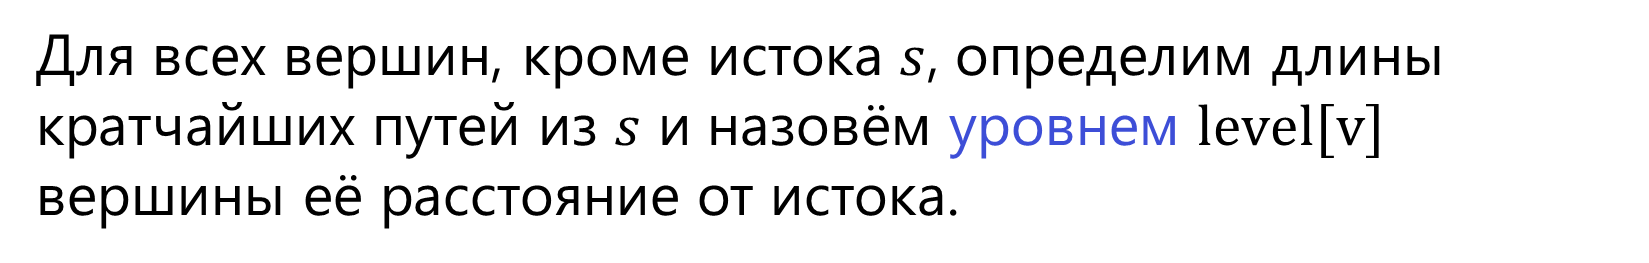 Для всех вершин, кроме истока s, определим длины
кратчайших путей из s и назовём уровнем level[v]
вершины её расстояние от истока.